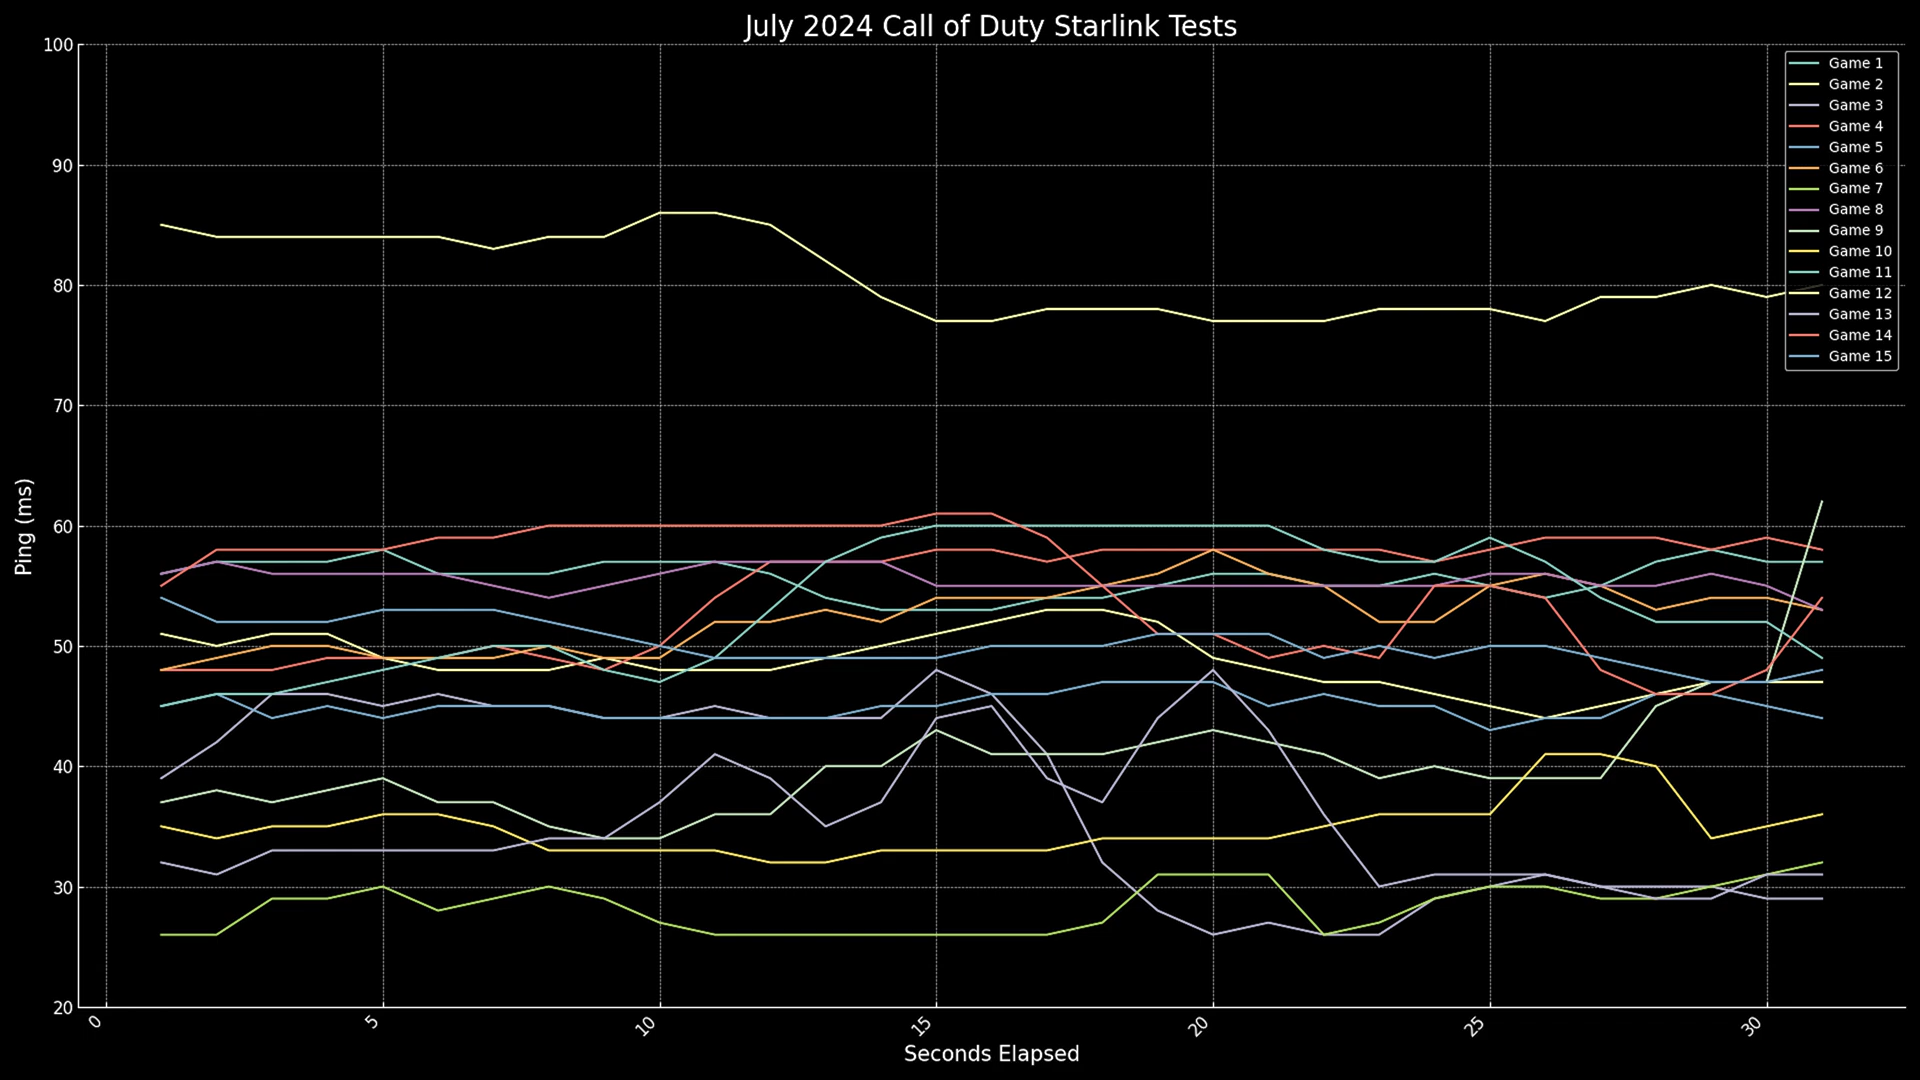 July 2024 Call of Duty Starlink Tests
100
90
80
70
60
50
40
30
20
Ping (ms)
Game 1
Game 2
Game 3
Game 4
Game 5
Game 6
Game 7
Game 8
Game 9
Game 10
Game 11
Game 12
Game 13
Game 14
Game 15
0
5
10
15
20
25
30
Seconds Elapsed